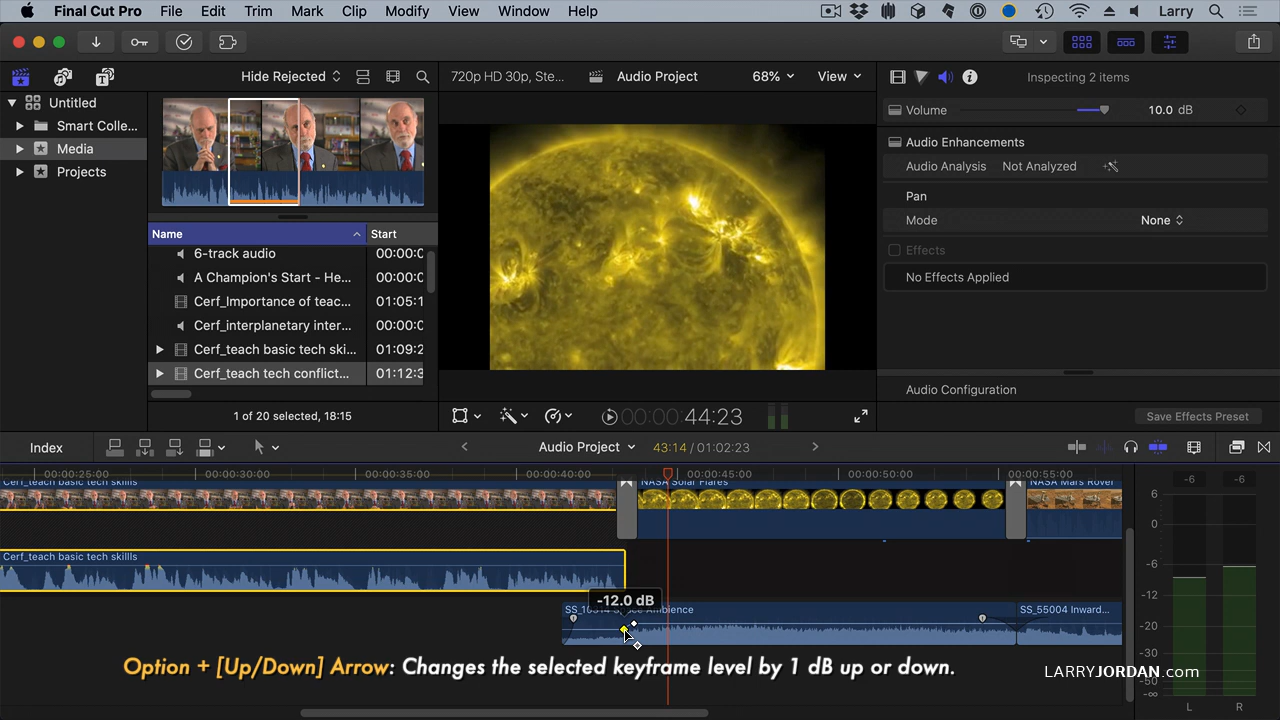 Final Cut Pro File Edit Trim Mark Clip Modify View Window Help Larry
Hide Rejected
720p HD 30p, Ste... Audio Project 68% View
Inspecting 2 items
Untitled
Smart Colle...
Media
Projects
Name Start
6-track audio 00:00:0
A Champion's Start - He... 00:00:0
Cerf_Importance of teac... 01:05:1
Cerf_interplanetary inter... 00:00:0
Cerf_teach basic tech ski... 01:09:2
Cerf_teach tech conflict... 01:12:3
1 of 20 selected, 18:15
00:00:44:23
Volume 10.0 dB
Audio Enhancements
Audio Analysis Not Analyzed
Pan
Mode None
Effects
No Effects Applied
Audio Configuration
Save Effects Preset
Index
Audio Project 43:14 / 01:02:23
00:00:25:00 00:00:30:00 00:00:35:00 00:00:40:00 00:00:45:00 00:00:50:00 00:00:55:00
Cerf_teach basic tech skills NASA Solar Flares NASA Mars Rover
Cerf_teach basic tech skills
-12.0 dB
Ambience SS_55004 Inward...
-6 -6
6
0
-6
-12
-30
-50
-∞
L R
Option + [Up/Down] Arrow: Changes the selected keyframe level by 1 dB up or down.
LARRYJORDAN.com